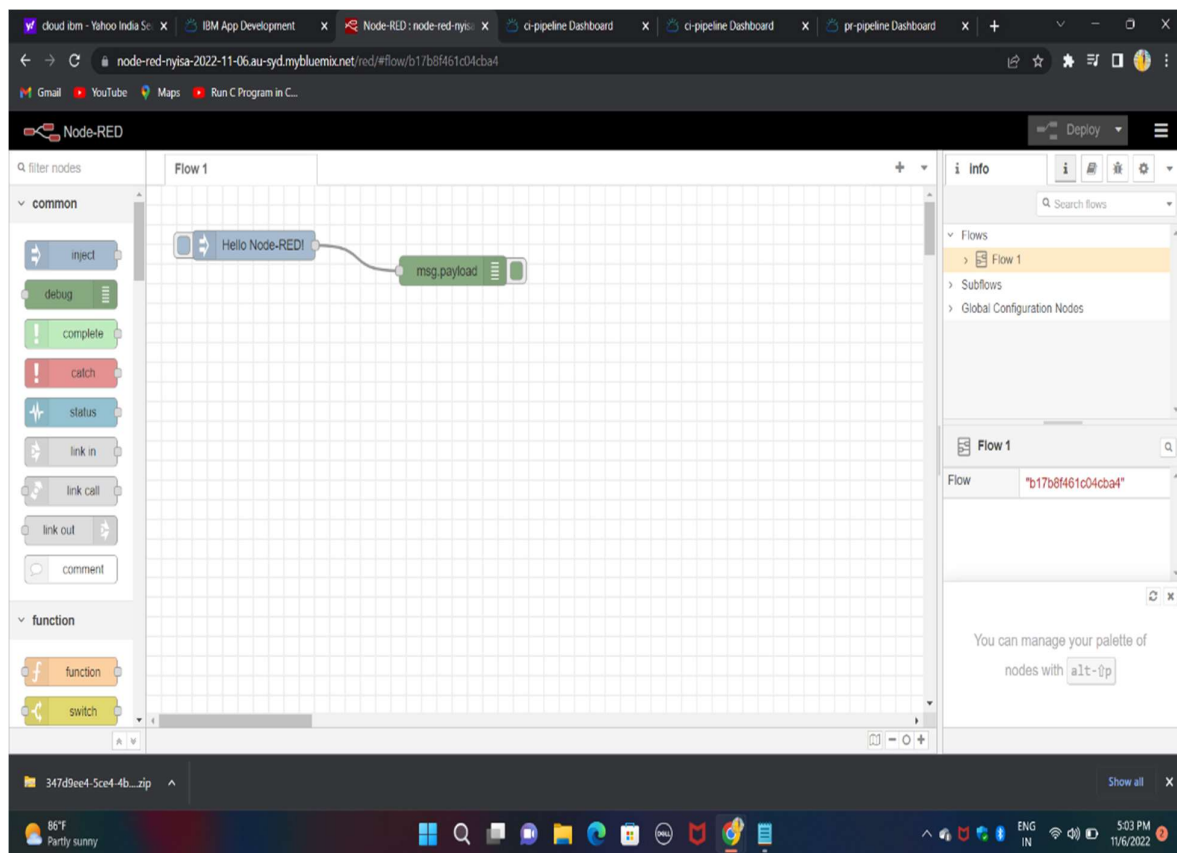 cloud ibm - Yahoo India Se
IBM App Development
Node-RED : node-red-nyisa
ci-pipeline Dashboard
ci-pipeline Dashboard
pr-pipeline Dashboard
node-red-nyisa-2022-11-06.au-syd.mybluemix.net/red/#flow/b17b8f461c04cba4
Gmail
YouTube
Maps
Run C Program in C...
Node-RED
Deploy
filter nodes
Flow 1
i info
i
common
Search flows
Flows
Flow 1
Subflows
Global Configuration Nodes
inject
debug
complete
catch
status
link in
link call
link out
comment
function
function
switch
Hello Node-RED!
msg.payload
Flow 1
Flow
"b17b8f461c04cba4"
You can manage your palette of
nodes with alt-⇧p
347d9ee4-5ce4-4b....zip
Show all
86°F
Partly sunny
DELL
ENG
IN
5:03 PM
11/6/2022
2